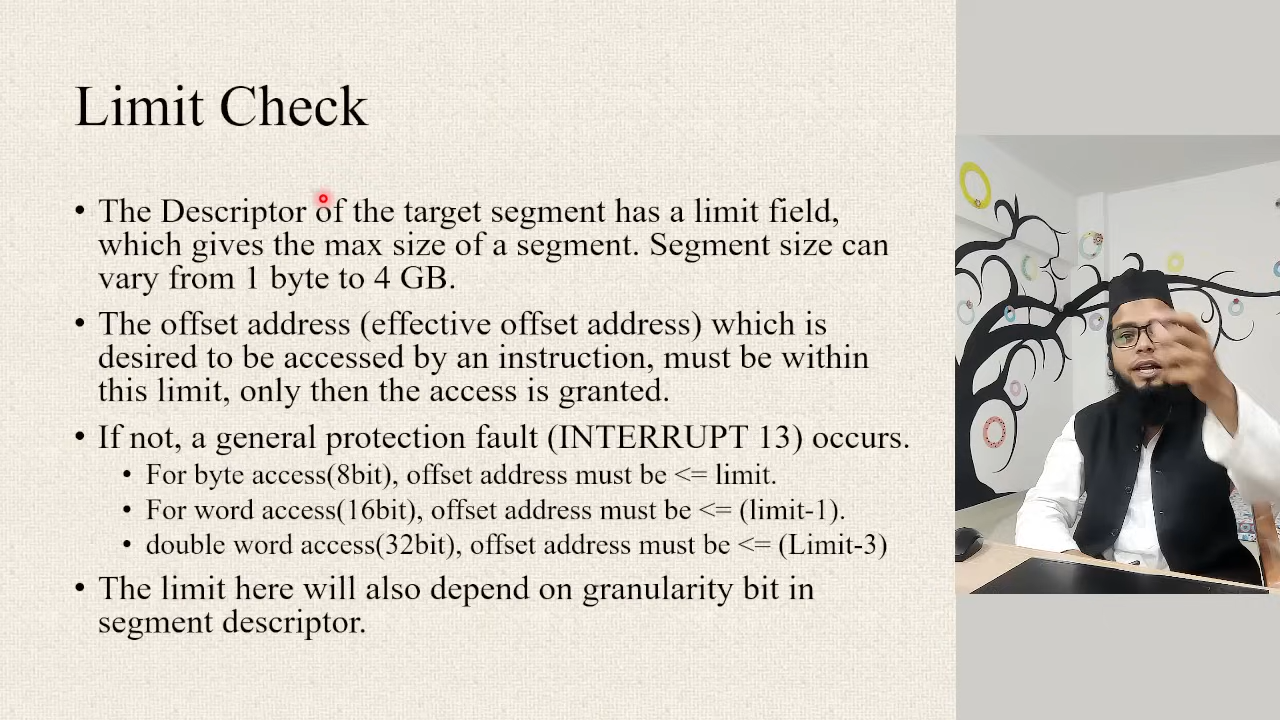 Limit Check
• The Descriptor of the target segment has a limit field,
which gives the max size of a segment. Segment size can
vary from 1 byte to 4 GB.
• The offset address (effective offset address) which is
desired to be accessed by an instruction, must be within
this limit, only then the access is granted.
• If not, a general protection fault (INTERRUPT 13) occurs.
• For byte access(8bit), offset address must be <= limit.
• For word access(16bit), offset address must be <= (limit-1).
• double word access(32bit), offset address must be <= (Limit-3)
• The limit here will also depend on granularity bit in
segment descriptor.